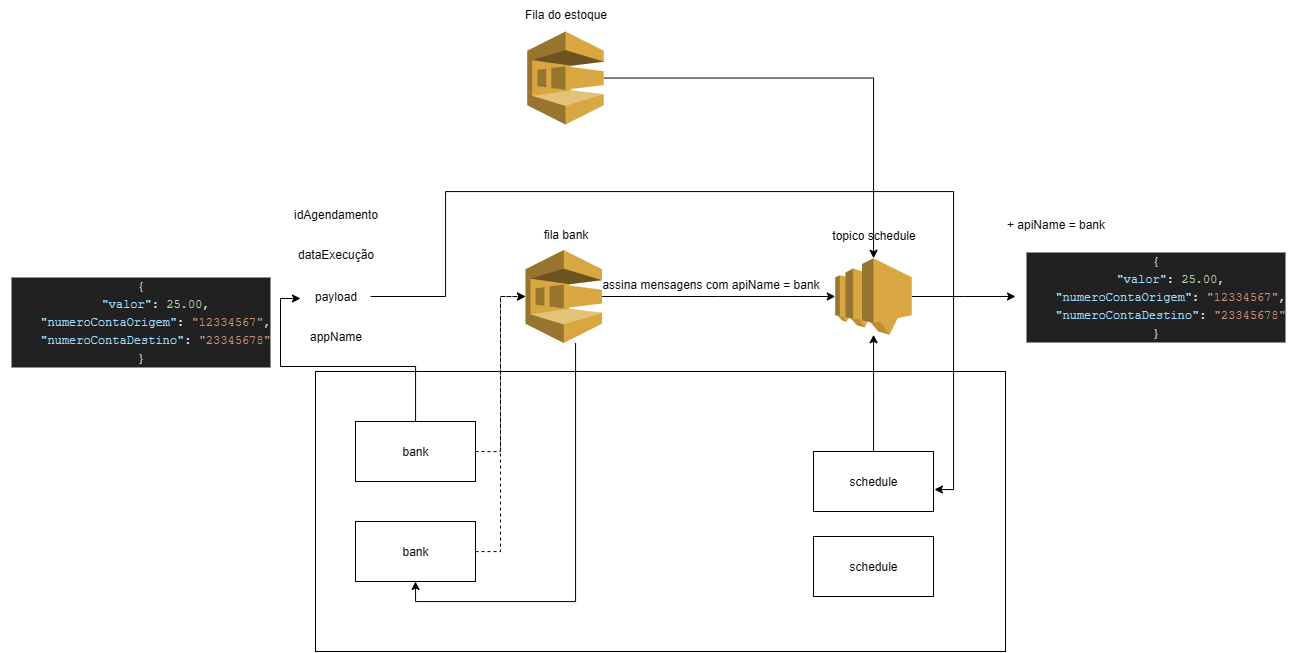 Fila do estoque
idAgendamento
dataExecução
payload
appName
{
"valor": 25.00,
"numeroContaOrigem": "12334567",
"numeroContaDestino": "23345678"
}
fila bank
assina mensagens com apiName = bank
topico schedule
+ apiName = bank
{
"valor": 25.00,
"numeroContaOrigem": "12334567",
"numeroContaDestino": "23345678"
}
bank
bank
schedule
schedule